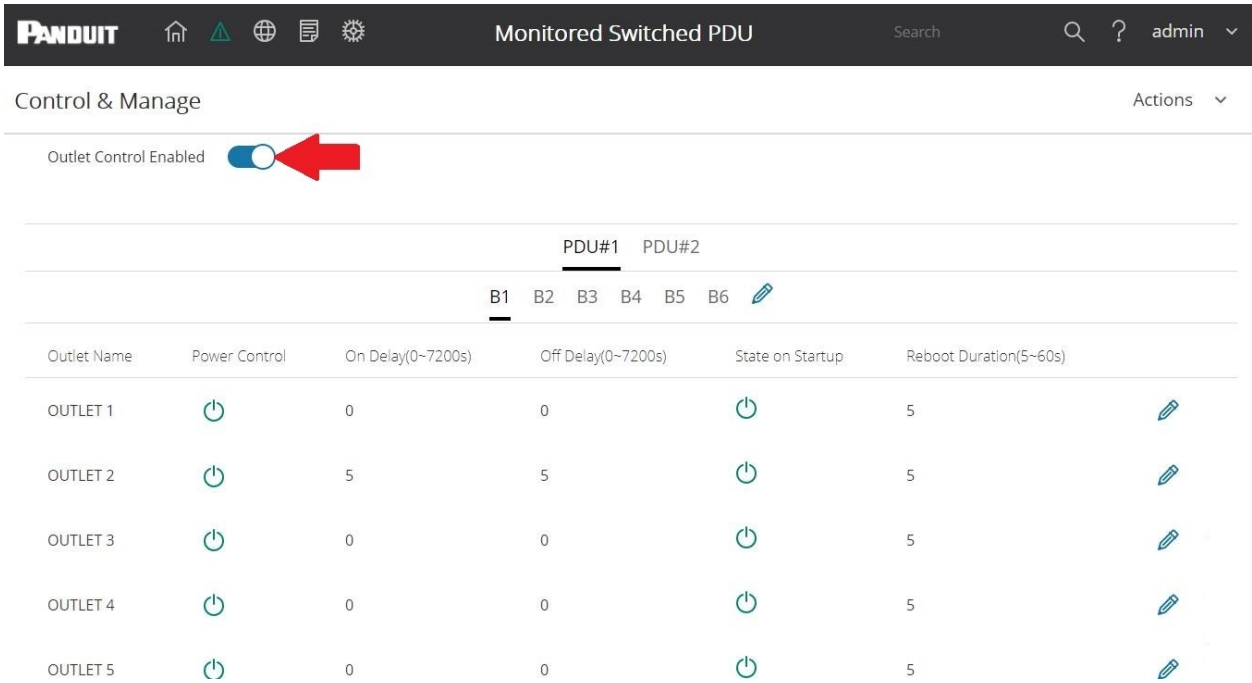 PANDUIT Monitored Switched PDU Search ? admin
Control & Manage Actions
Outlet Control Enabled
PDU#1 PDU#2
B1 B2 B3 B4 B5 B6
Outlet Name Power Control On Delay(0~7200s) Off Delay(0~7200s) State on Startup Reboot Duration(5~60s)
OUTLET 1 0 0 5
OUTLET 2 5 5 5
OUTLET 3 0 0 5
OUTLET 4 0 0 5
OUTLET 5 0 0 5